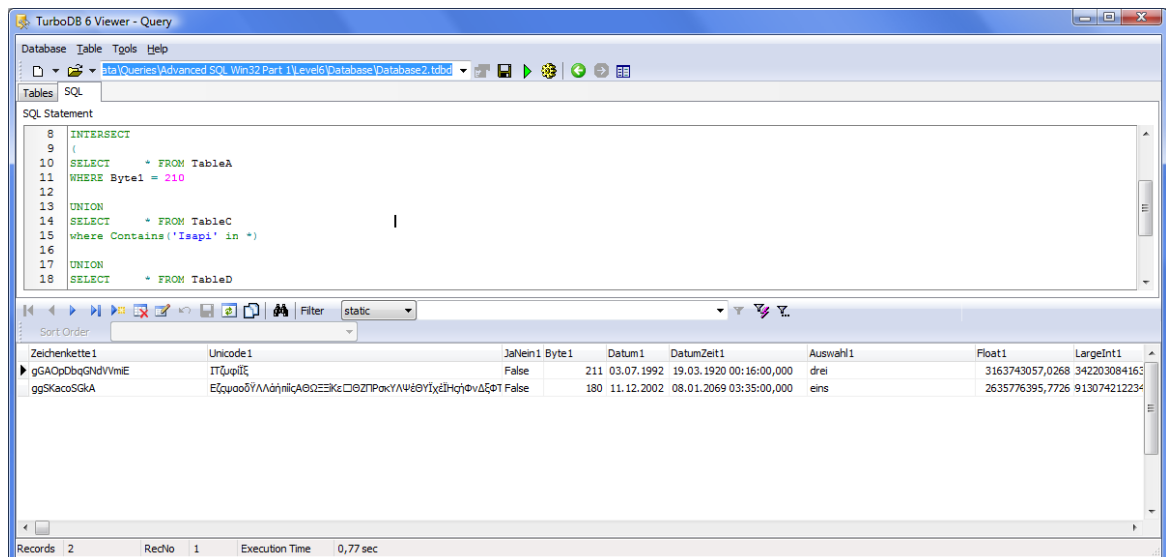 TurboDB 6 Viewer - Query
Database Table Tools Help
ata\Queries\Advanced SQL Win32 Part 1\Level6\Database\Database2.tdbd
Tables SQL
SQL Statement
8 INTERSECT
9 (
10 SELECT * FROM TableA
11 WHERE Byte1 = 210
12
13 UNION
14 SELECT * FROM TableC
15 where Contains('Isapi' in *)
16
17 UNION
18 SELECT * FROM TableD
Filter static
Sort Order
Zeichenkette1 Unicode1 JaNein1 Byte1 Datum1 DatumZeit1 Auswahl1 Float1 LargeInt1
gGAOpDbqGNdVVmiE False 211 03.07.1992 19.03.1920 00:16:00,000 drei 3163743057,0268 342203084163
ggSKacoSGkA False 180 11.12.2002 08.01.2069 03:35:00,000 eins 2635776395,7726 913074212234
Records 2 RecNo 1 Execution Time 0,77 sec